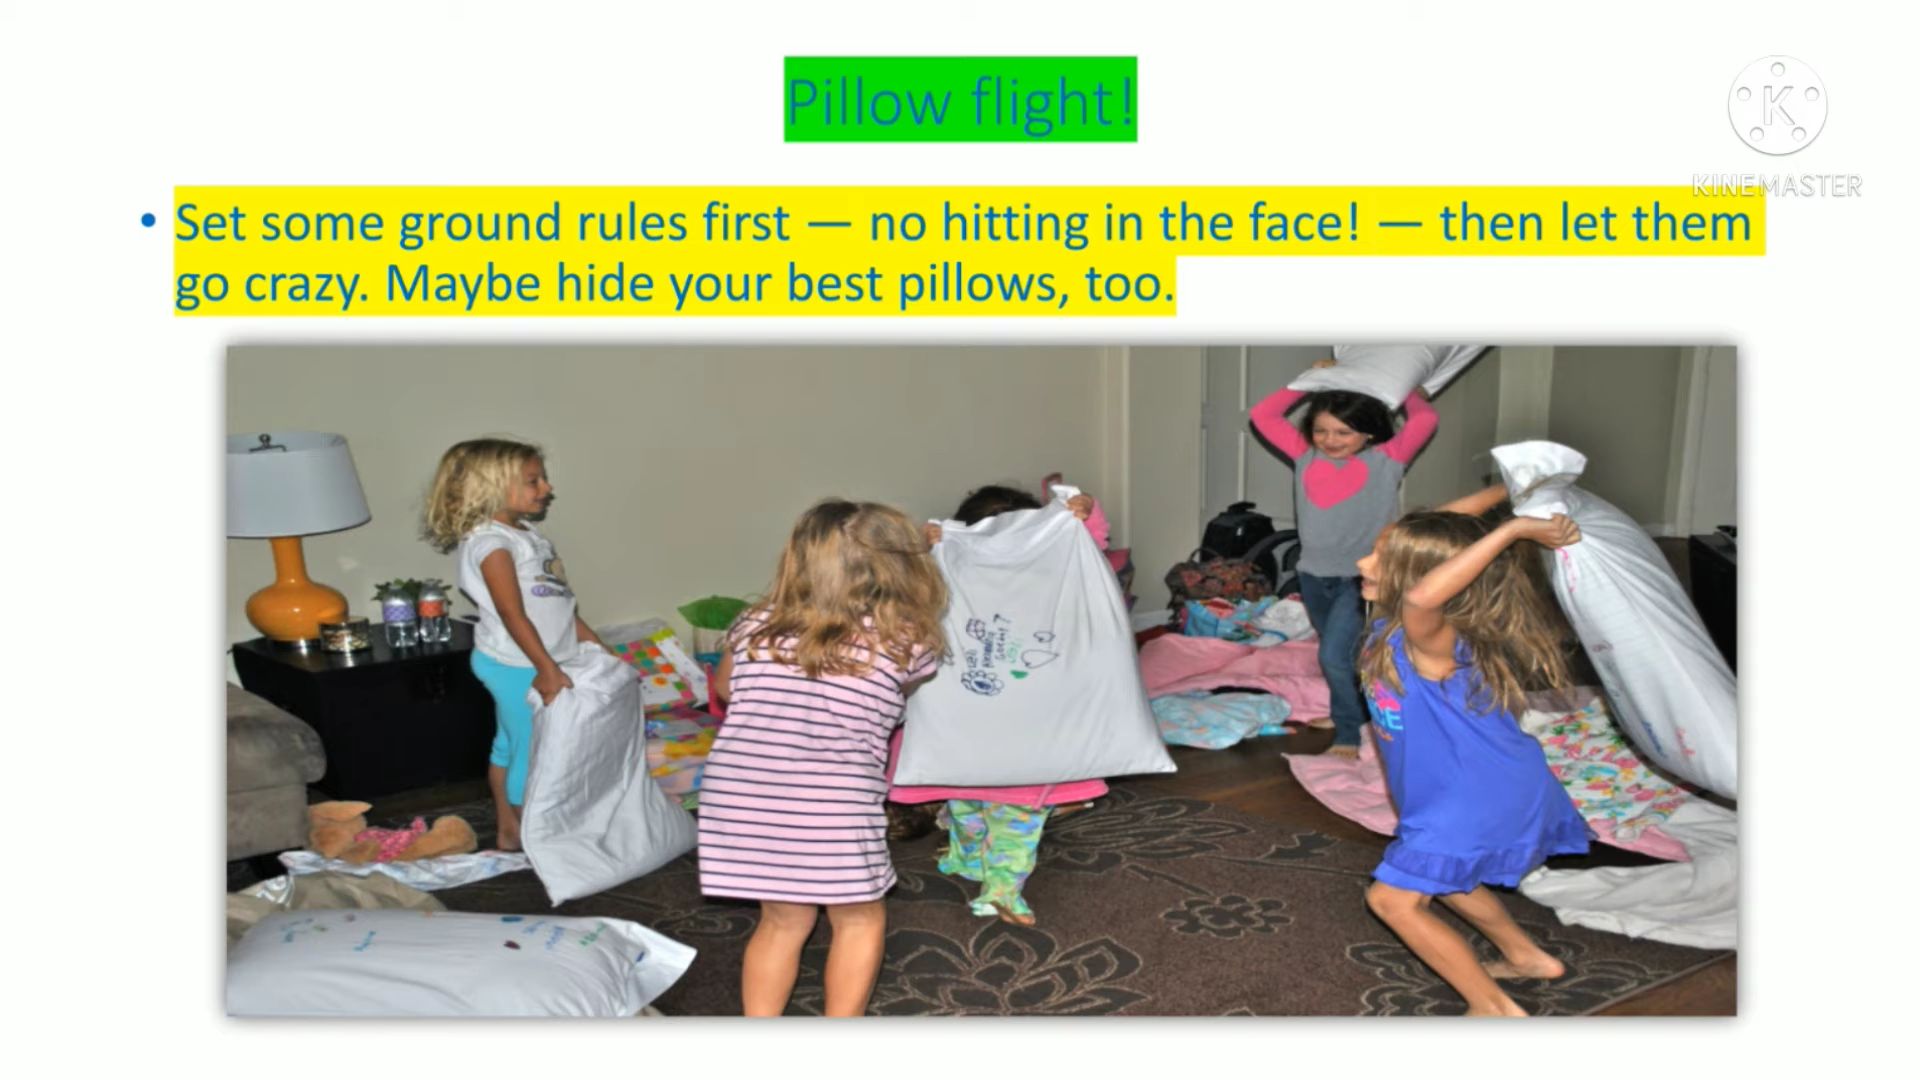 Pillow flight!
K
KINEMASTER
• Set some ground rules first — no hitting in the face! — then let them
go crazy. Maybe hide your best pillows, too.